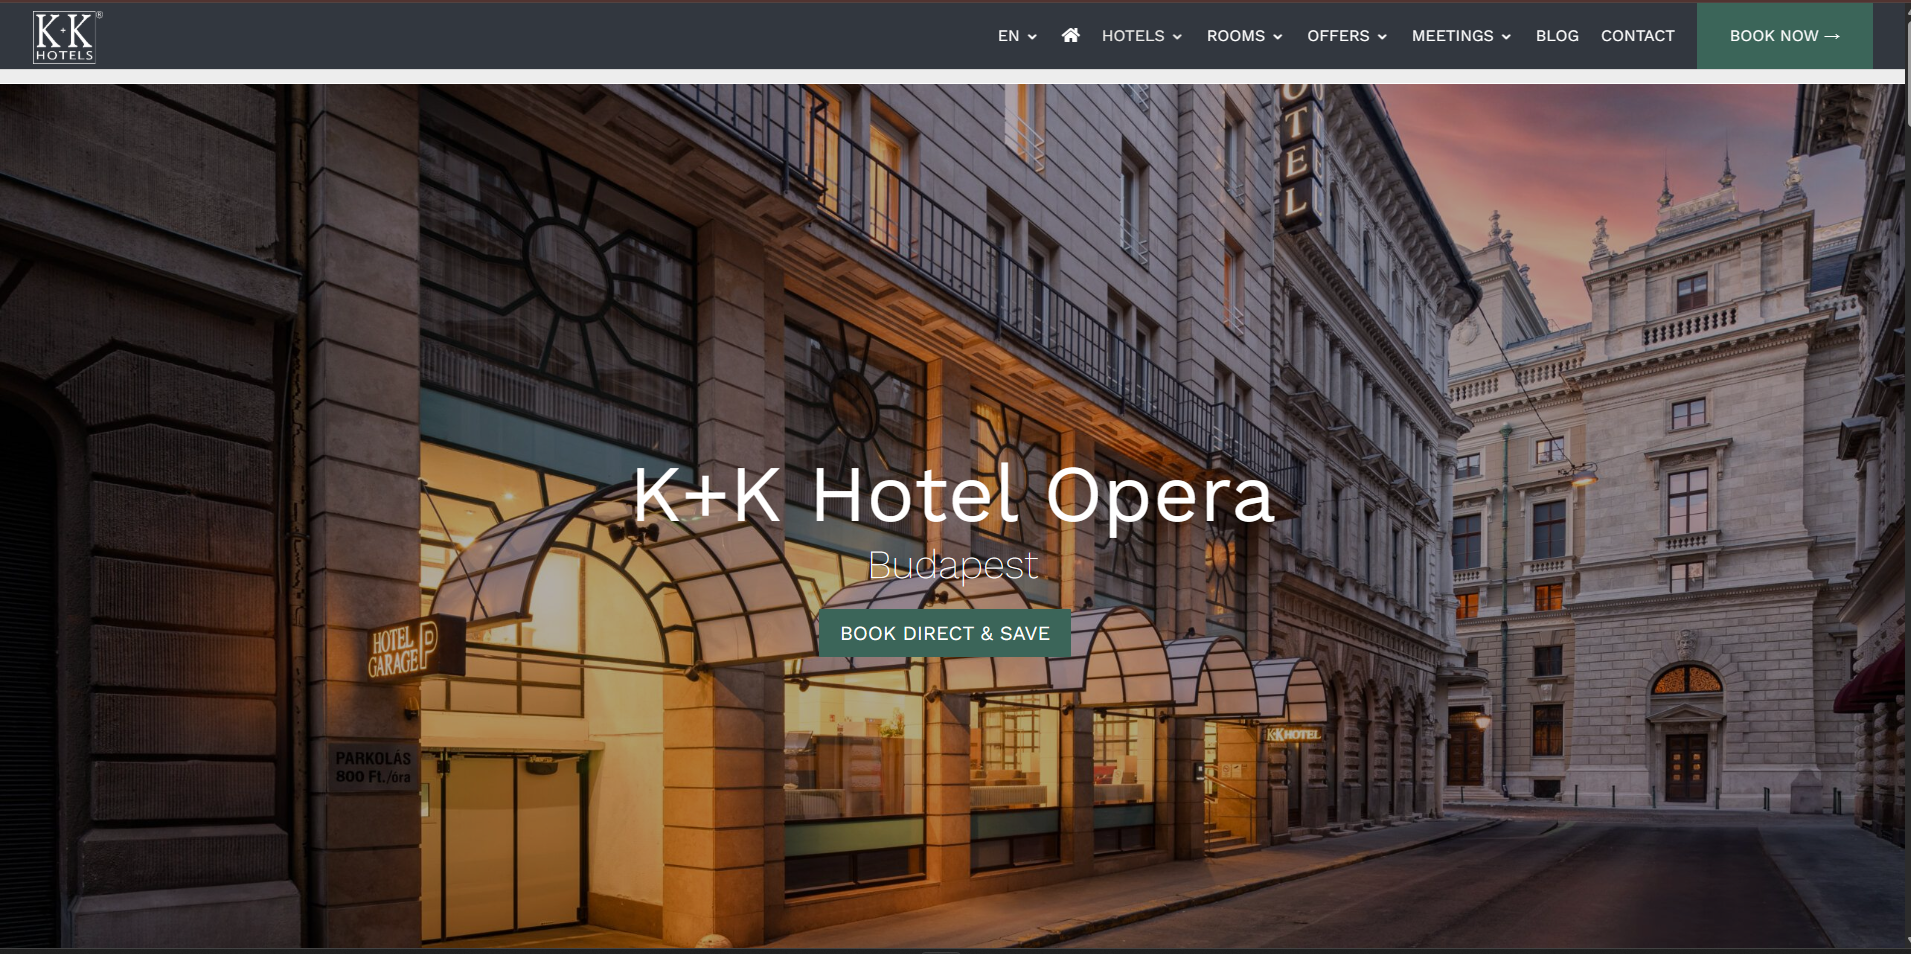 K+K®
HOTELS
EN
HOTELS
ROOMS
OFFERS
MEETINGS
BLOG
CONTACT
BOOK NOW →
OTEL
K+K Hotel Opera
Budapest
BOOK DIRECT & SAVE
HOTEL
GARAGE P
K+K HOTEL
PARKOLÁS
800 Ft./óra